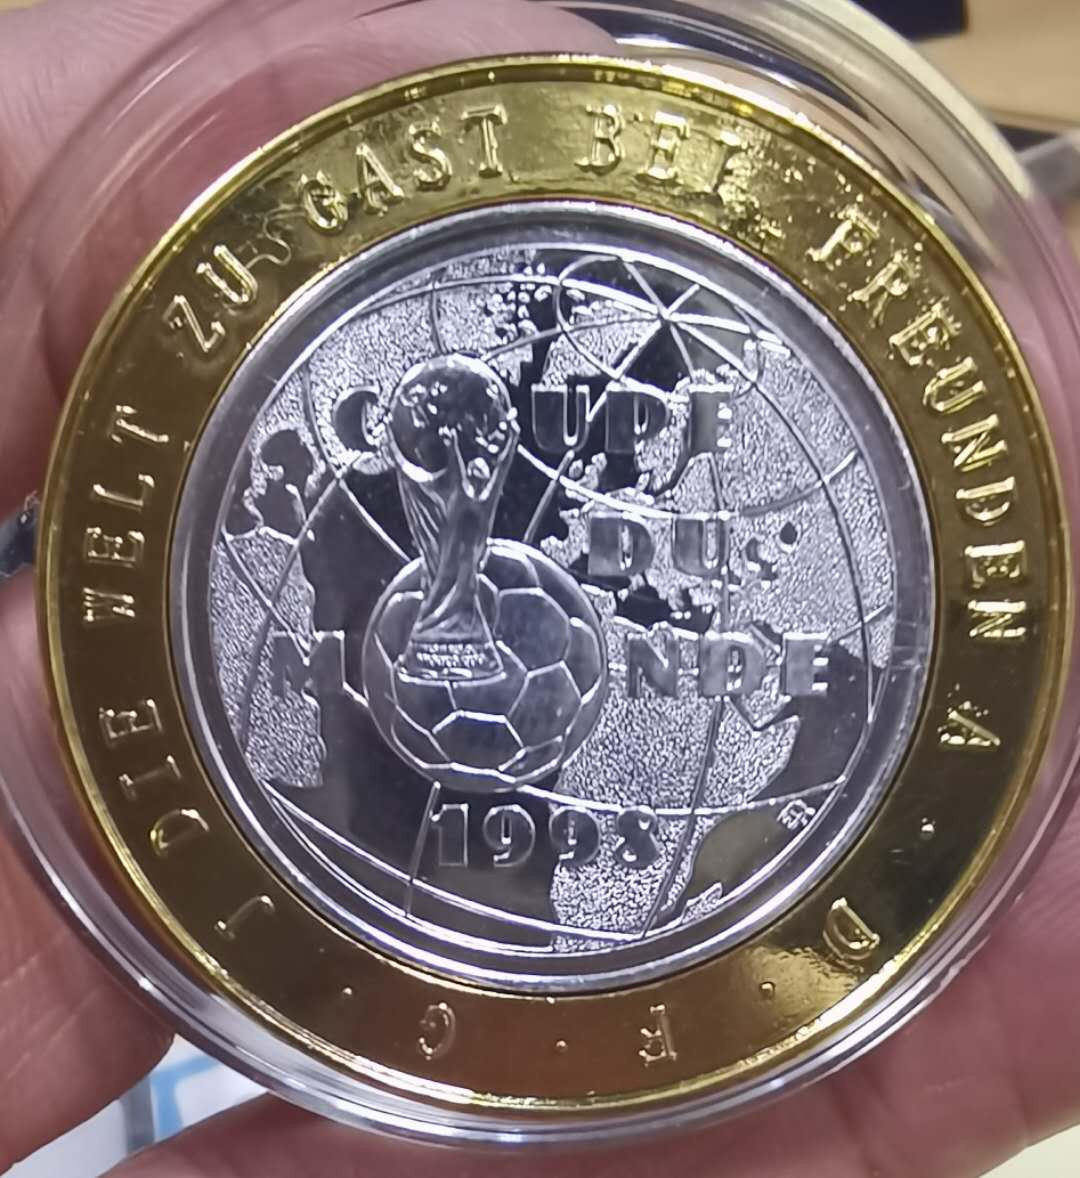 DIE WELT ZU GAST BEI FREUNDEN A · D ·
COUPE
DU
MONDE
1998